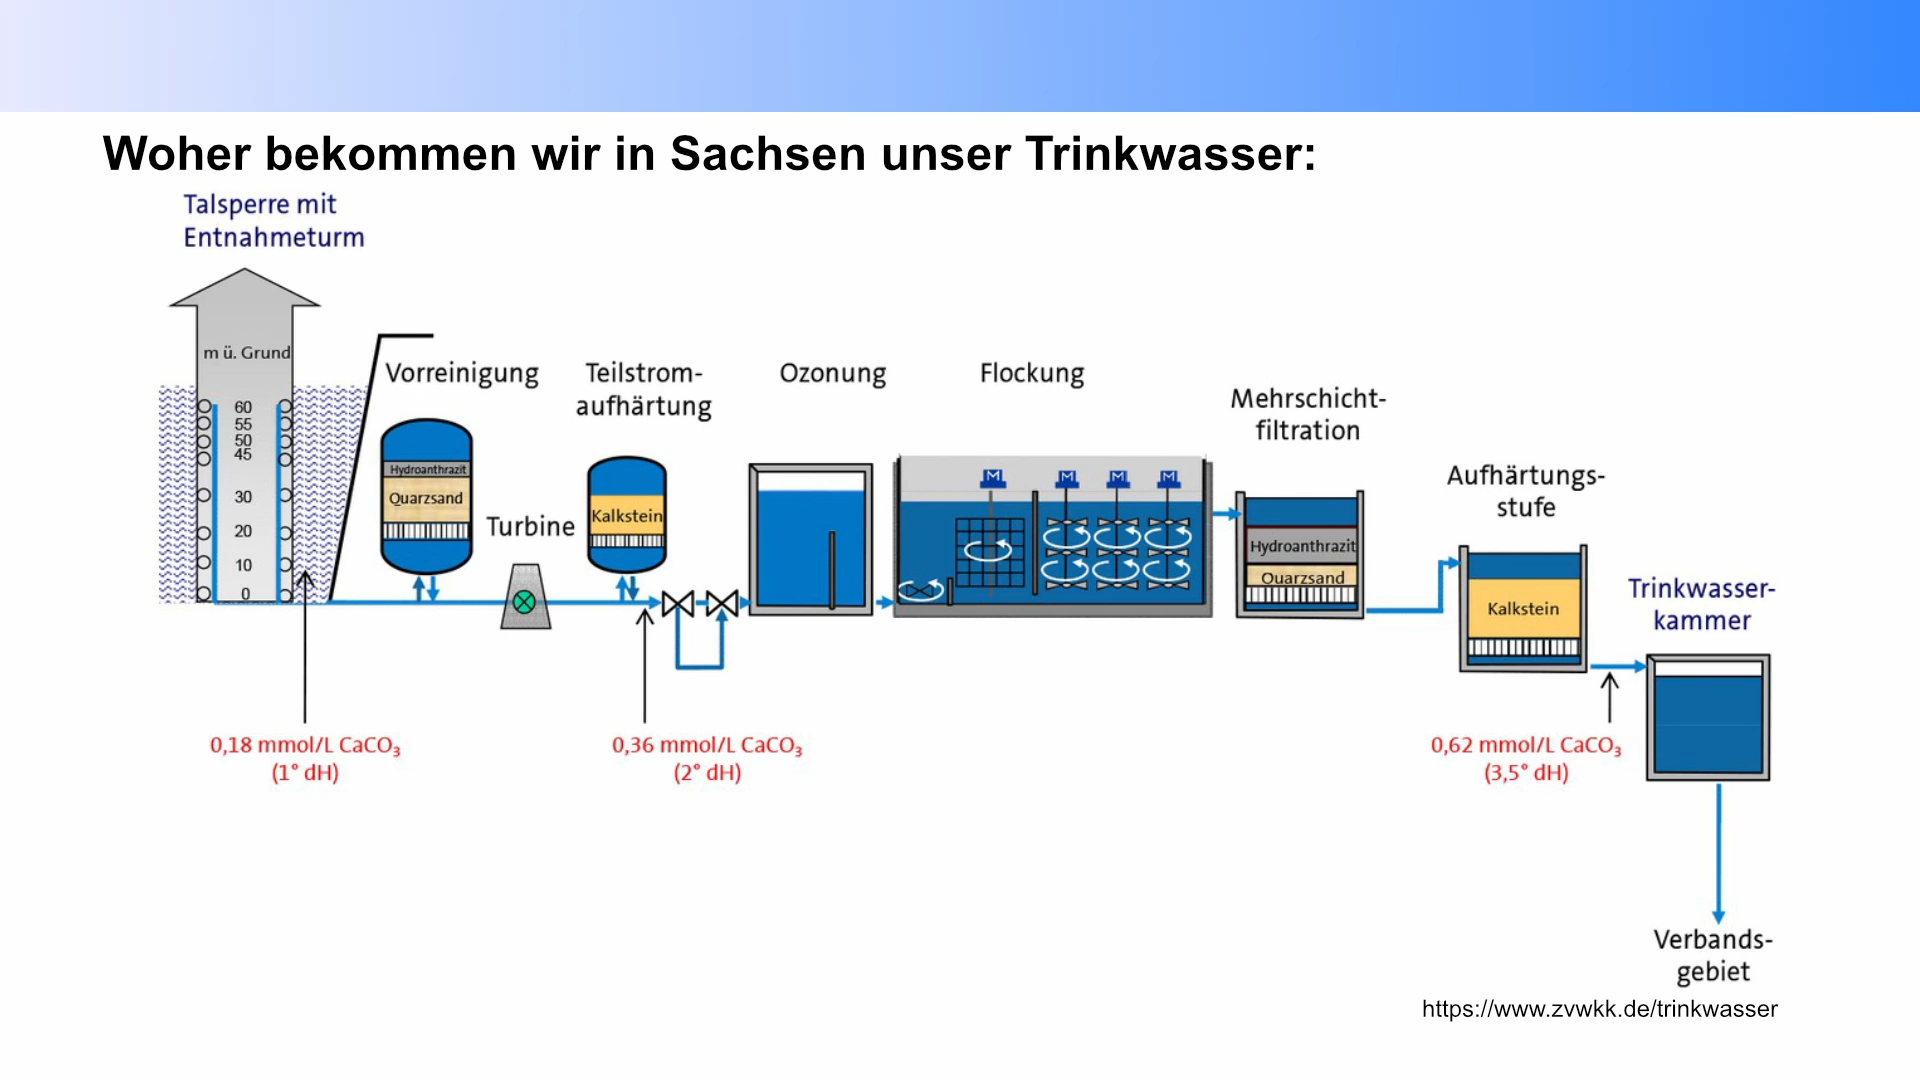 Woher bekommen wir in Sachsen unser Trinkwasser:
Talsperre mit
Entnahmeturm
m ü. Grund
60
55
50
45
30
20
10
0
Vorreinigung
Hydroanthrazit
Quarzsand
Turbine
Teilstrom-
aufhärtung
Kalkstein
Ozonung
Flockung
M
M
M
M
Mehrschicht-
filtration
Hydroanthrazit
Quarzsand
Aufhärtungs-
stufe
Kalkstein
Trinkwasser-
kammer
0,18 mmol/L CaCO₃
(1° dH)
0,36 mmol/L CaCO₃
(2° dH)
0,62 mmol/L CaCO₃
(3,5° dH)
Verbands-
gebiet
https://www.zvwkk.de/trinkwasser